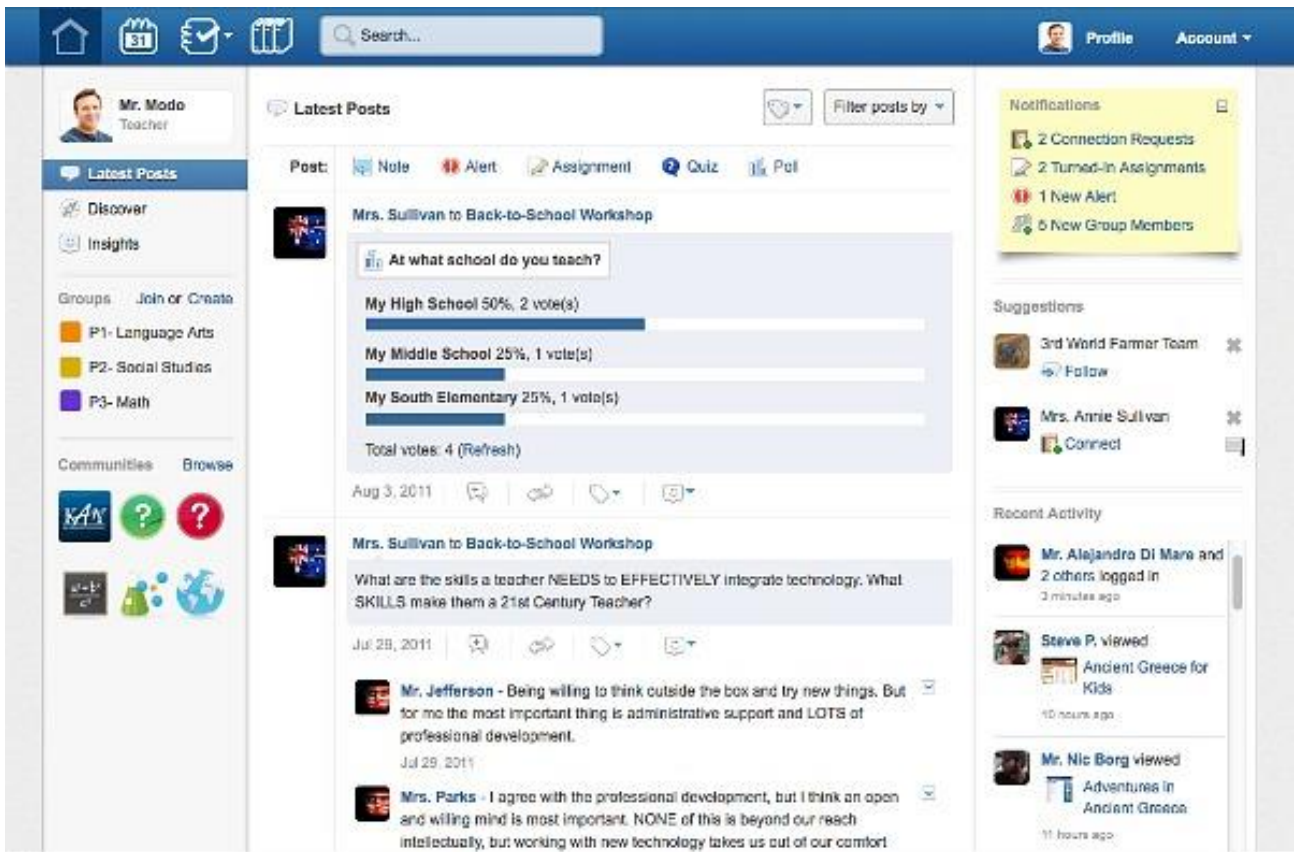 31
Search...
Profile
Account
Mr. Modo
Teacher
Latest Posts
Discover
Insights
Groups Join or Create
P1- Language Arts
P2- Social Studies
P3- Math
Communities Browse
KAN
?
?
Latest Posts
Filter posts by
Post: Note Alert Assignment Quiz Poll
Mrs. Sullivan to Back-to-School Workshop
At what school do you teach?
My High School 50%, 2 vote(s)
My Middle School 25%, 1 vote(s)
My South Elementary 25%, 1 vote(s)
Total votes: 4 (Refresh)
Aug 3, 2011
Mrs. Sullivan to Back-to-School Workshop
What are the skills a teacher NEEDS to EFFECTIVELY integrate technology. What
SKILLS make them a 21st Century Teacher?
Jul 29, 2011
Mr. Jefferson - Being willing to think outside the box and try new things. But
for me the most important thing is administrative support and LOTS of
professional development.
Jul 29, 2011
Mrs. Parks - I agree with the professional development, but I think an open
and willing mind is most important. NONE of this is beyond our reach
intellectually, but working with new technology takes us out of our comfort
Notifications
2 Connection Requests
2 Turned-In Assignments
1 New Alert
5 New Group Members
Suggestions
3rd World Farmer Team
Follow
Mrs. Annie Sullivan
Connect
Recent Activity
Mr. Alejandro Di Mare and
2 others logged in
3 minutes ago
Steve P. viewed
Ancient Greece for
Kids
10 hours ago
Mr. Nic Borg viewed
Adventures in
Ancient Greece
11 hours ago